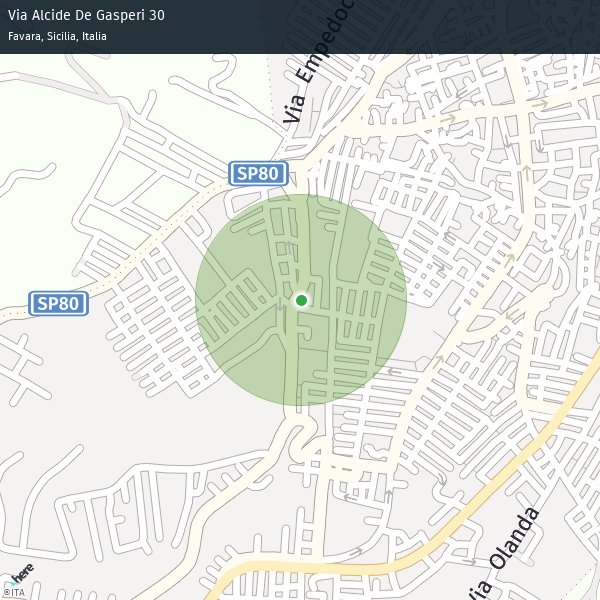 Via Alcide De Gasperi 30
Favara, Sicilia, Italia
Via Empedoc
SP80
SP80
Via Olanda
here
©ITA